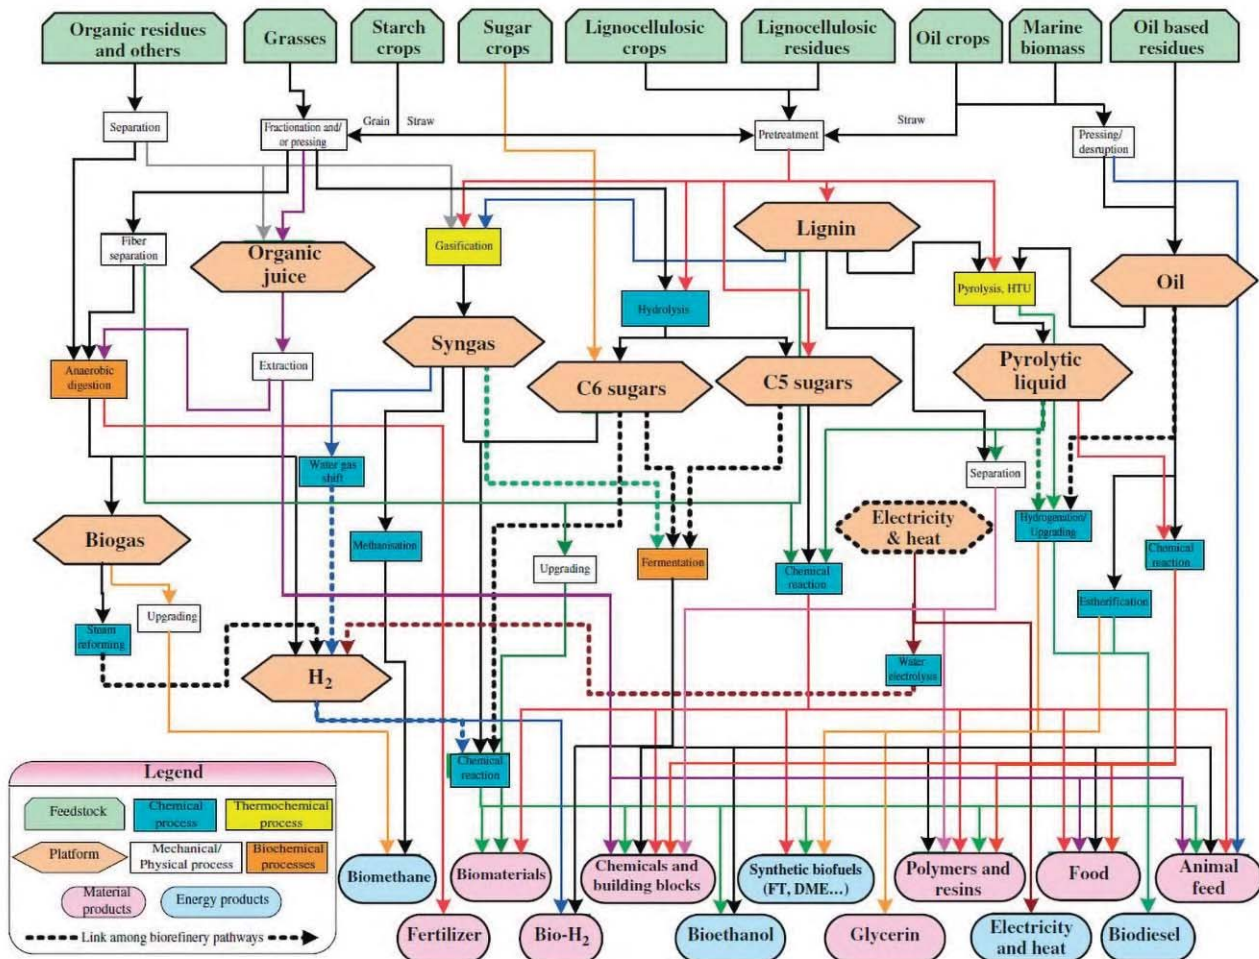 Organic residues
and others
Grasses
Starch
crops
Sugar
crops
Lignocellulosic
crops
Lignocellulosic
residues
Oil crops
Marine
biomass
Oil based
residues
Separation
Fractionation and/
or pressing
Grain
Straw
Pretreatment
Straw
Pressing/
desruption
Fiber
separation
Organic
juice
Gasification
Lignin
Hydrolysis
Pyrolysis, HTU
Oil
Anaerobic
digestion
Extraction
Syngas
C6 sugars
C5 sugars
Pyrolytic
liquid
Water gas
shift
Separation
Biogas
Methanisation
Upgrading
Fermentation
Chemical
reaction
Electricity
& heat
Hydrogenation/
Upgrading
Chemical
reaction
Estherification
Steam
reforming
Upgrading
H2
Water
electrolysis
Chemical
reaction
Legend
Feedstock
Chemical
process
Thermochemical
process
Platform
Mechanical/
Physical process
Biochemical
processes
Material
products
Energy products
Link among biorefinery pathways
Biomethane
Biomaterials
Chemicals and
building blocks
Synthetic biofuels
(FT, DME...)
Polymers and
resins
Food
Animal
feed
Fertilizer
Bio-H2
Bioethanol
Glycerin
Electricity
and heat
Biodiesel